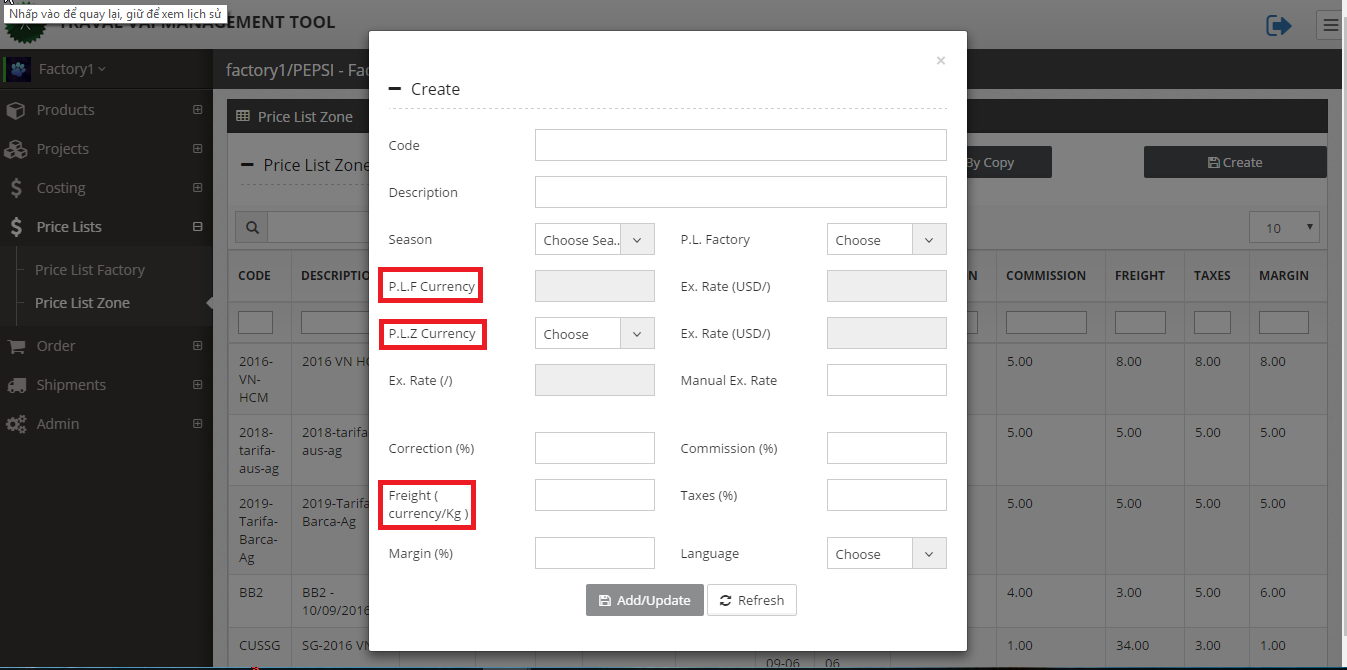 Nhấp vào để quay lại, giữ để xem lịch sử
MANAGEMENT TOOL
Factory1
factory1/PEPSI - Fac
Products
Projects
Costing
Price Lists
Price List Factory
Price List Zone
Order
Shipments
Admin
Price List Zone
Price List Zone
By Copy
Create
10
CODE DESCRIPTIO N COMMISSION FREIGHT TAXES MARGIN
2016-
VN-
HCM
2016 VN HC
5.00 8.00 8.00 8.00
2018-
tarifa-
aus-ag
2018-tarifa
aus-ag
5.00 5.00 5.00 5.00
2019-
Tarifa-
Barca-
Ag
2019-Tarifa
Barca-Ag
5.00 5.00 5.00 5.00
BB2
BB2 -
10/09/2016
4.00 3.00 5.00 6.00
CUSSG SG-2016 VN
1.00 34.00 3.00 1.00
09-06 06
×
Create
Code
Description
Season Choose Sea.. P.L. Factory Choose
P.L.F Currency Ex. Rate (USD/)
P.L.Z Currency Choose Ex. Rate (USD/)
Ex. Rate (/) Manual Ex. Rate
Correction (%) Commission (%)
Freight (
currency/Kg )
Taxes (%)
Margin (%) Language Choose
Add/Update Refresh